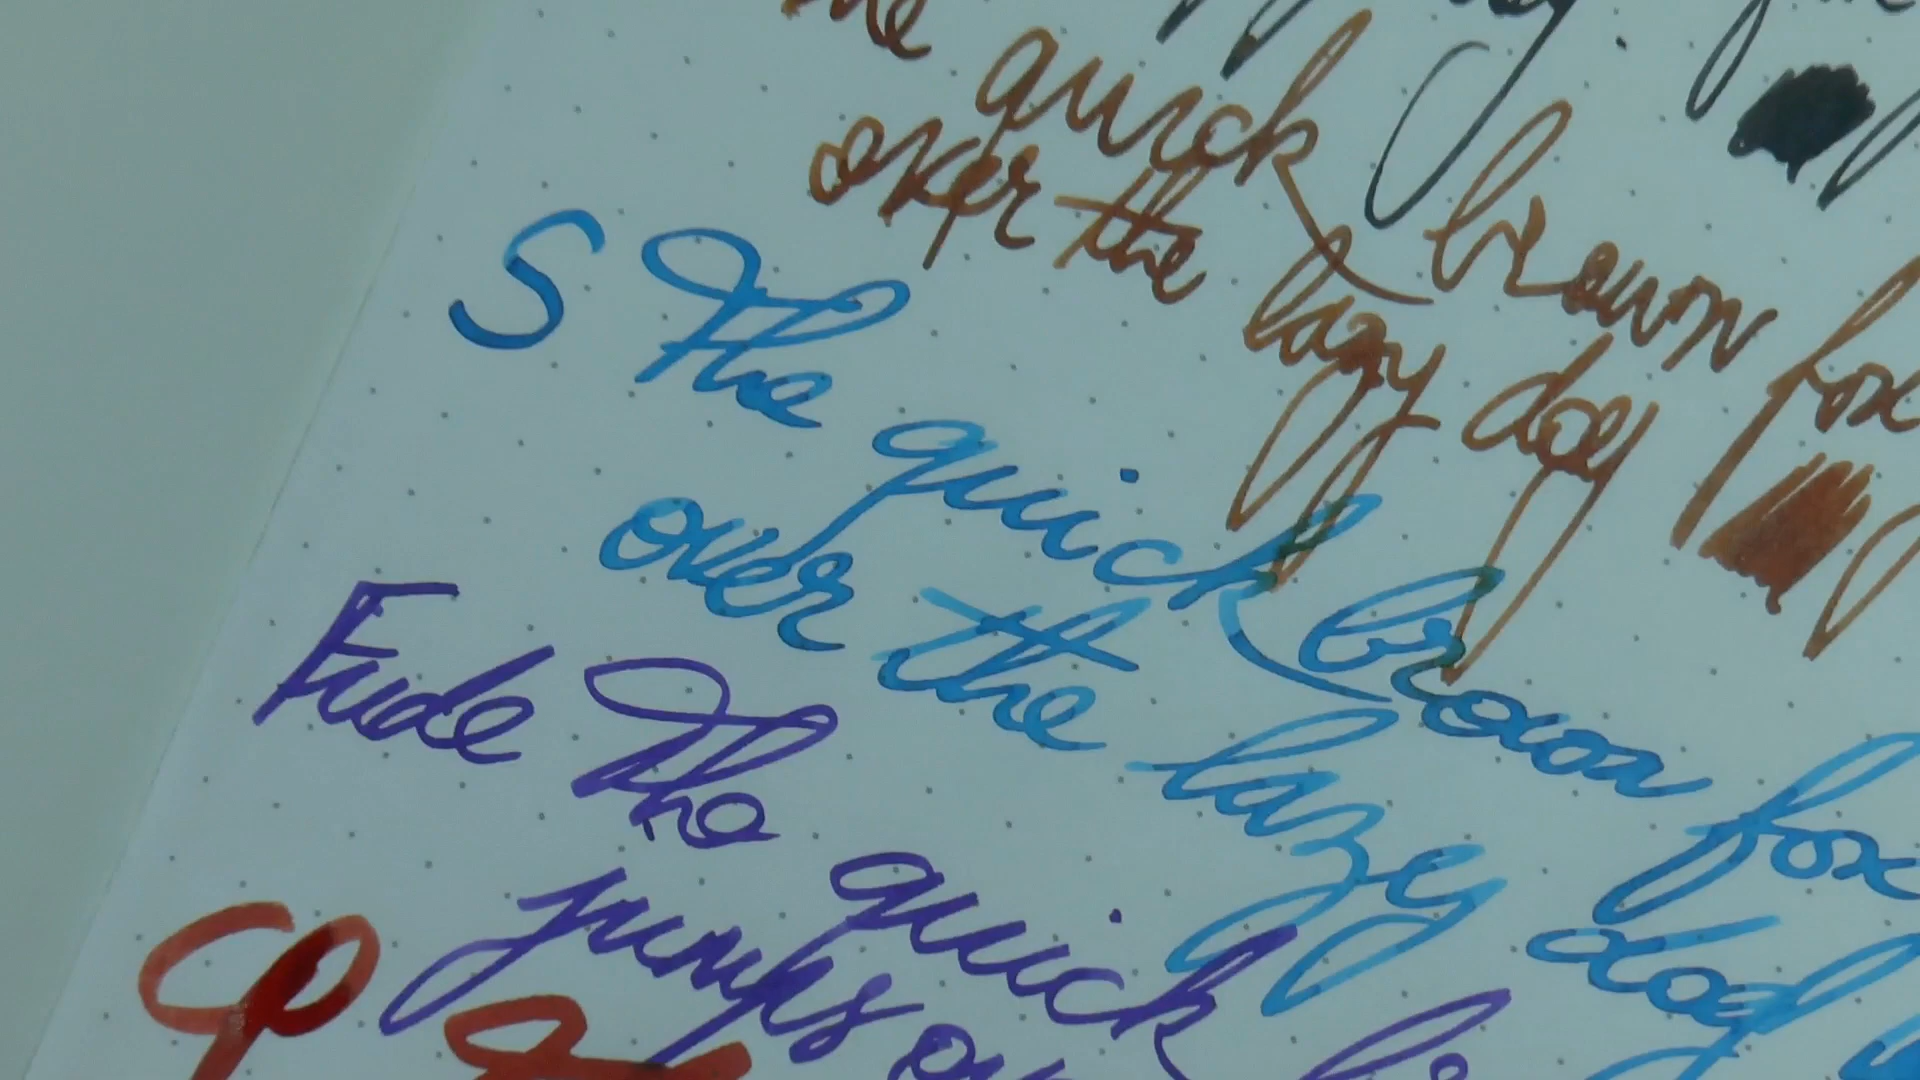 the quick brown fox
over the lazy dog
S The quick brown fox
over the lazy dog
Fude The quick
jumps